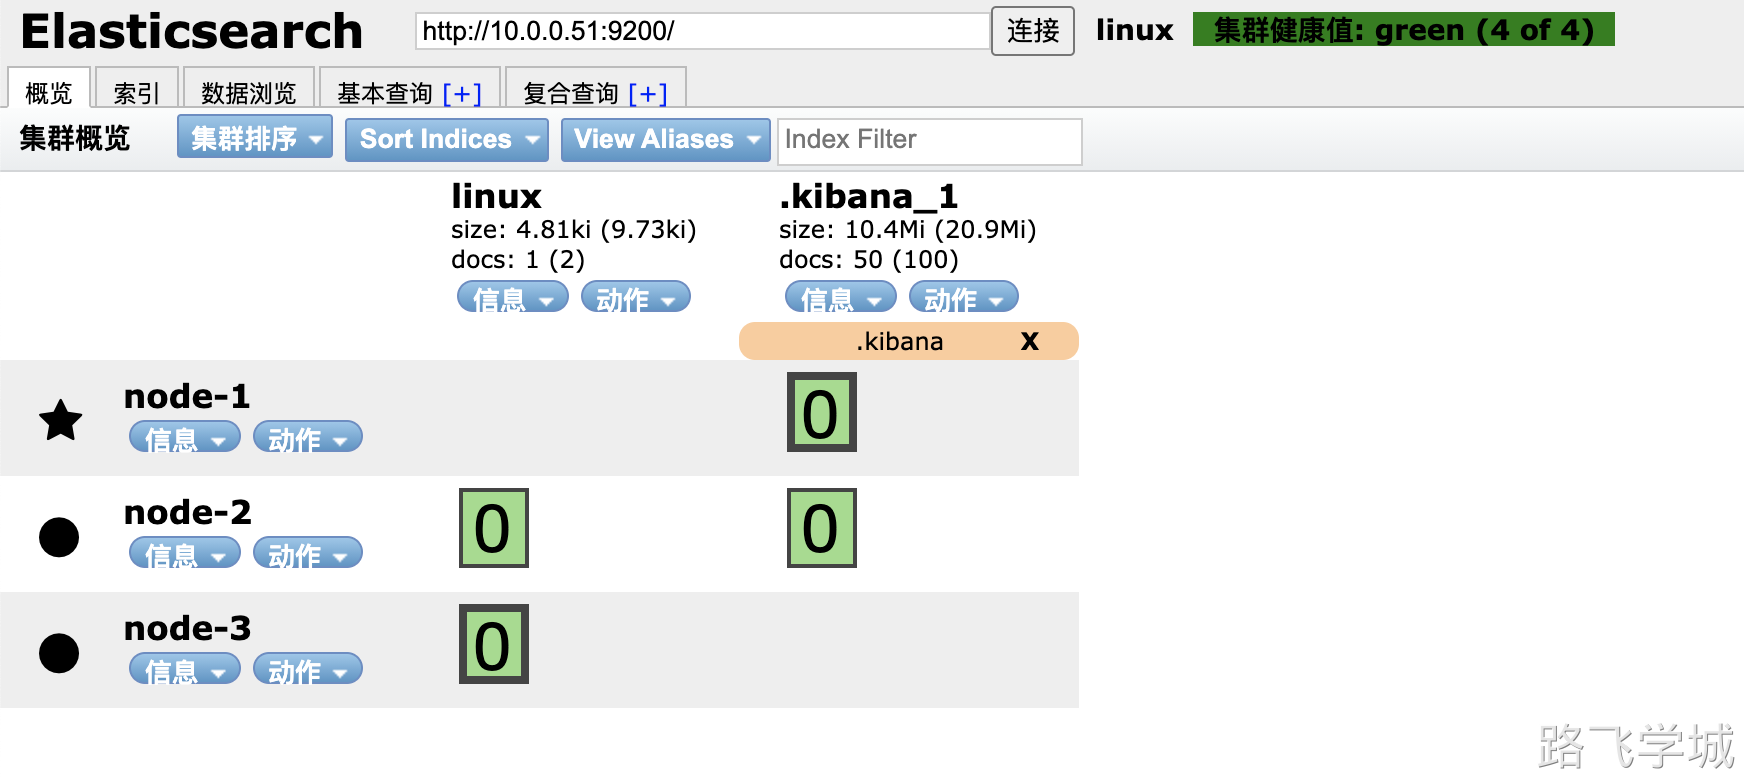 Elasticsearch http://10.0.0.51:9200/ 连接 linux 集群健康值: green (4 of 4)
概览 索引 数据浏览 基本查询 [+] 复合查询 [+]
集群概览 集群排序 Sort Indices View Aliases Index Filter
linux .kibana_1
size: 4.81ki (9.73ki) size: 10.4Mi (20.9Mi)
docs: 1 (2) docs: 50 (100)
信息 动作 信息 动作
.kibana X
node-1 0
信息 动作
node-2 0 0
信息 动作
node-3 0
信息 动作
路飞学城